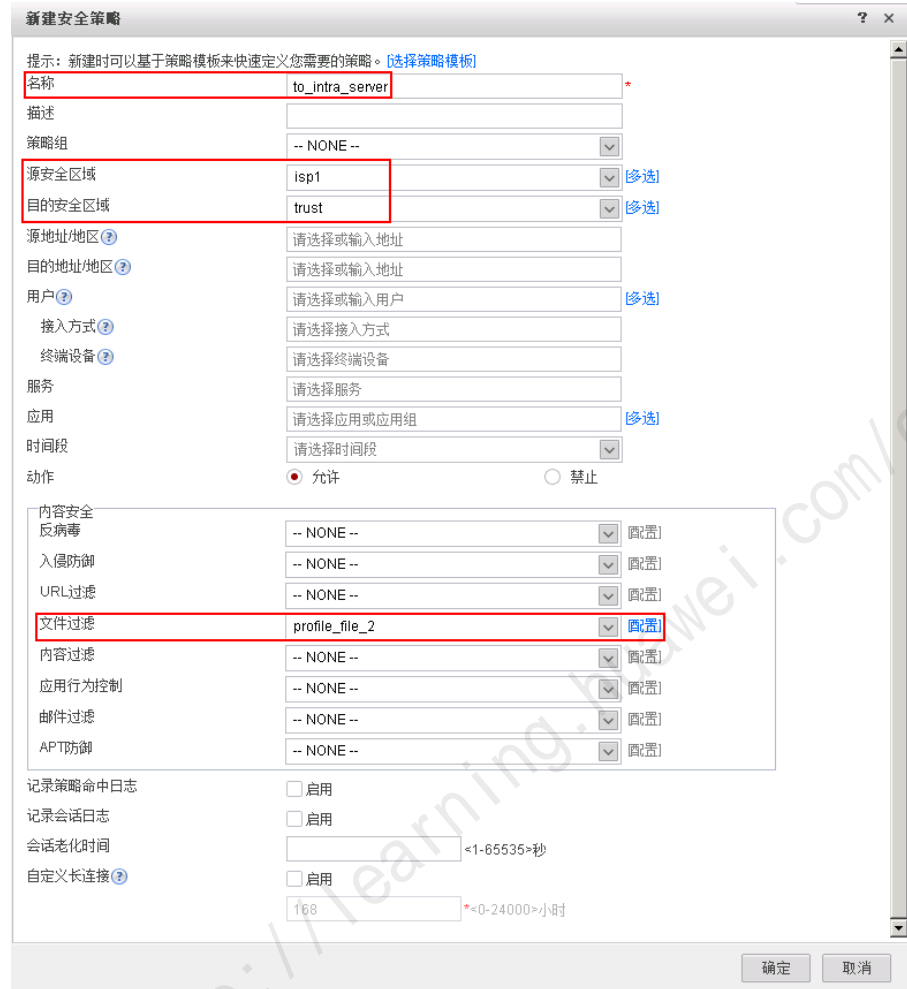 新建安全策略 ? ×
提示：新建时可以基于策略模板来快速定义您需要的策略。[选择策略模板]
名称 to_intra_server *
描述
策略组 -- NONE --
源安全区域 isp1 [多选]
目的安全区域 trust [多选]
源地址/地区 ? 请选择或输入地址
目的地址/地区 ? 请选择或输入地址
用户 ? 请选择或输入用户 [多选]
接入方式 ? 请选择接入方式
终端设备 ? 请选择终端设备
服务 请选择服务
应用 请选择应用或应用组 [多选]
时间段 请选择时间段
动作 允许 禁止
内容安全
反病毒 -- NONE -- [配置]
入侵防御 -- NONE -- [配置]
URL过滤 -- NONE -- [配置]
文件过滤 profile_file_2 [配置]
内容过滤 -- NONE -- [配置]
应用行为控制 -- NONE -- [配置]
邮件过滤 -- NONE -- [配置]
APT防御 -- NONE -- [配置]
记录策略命中日志 启用
记录会话日志 启用
会话老化时间 <1-65535>秒
自定义长连接 ? 启用
168 *<0-24000>小时
确定 取消
://learning.huawei.com/